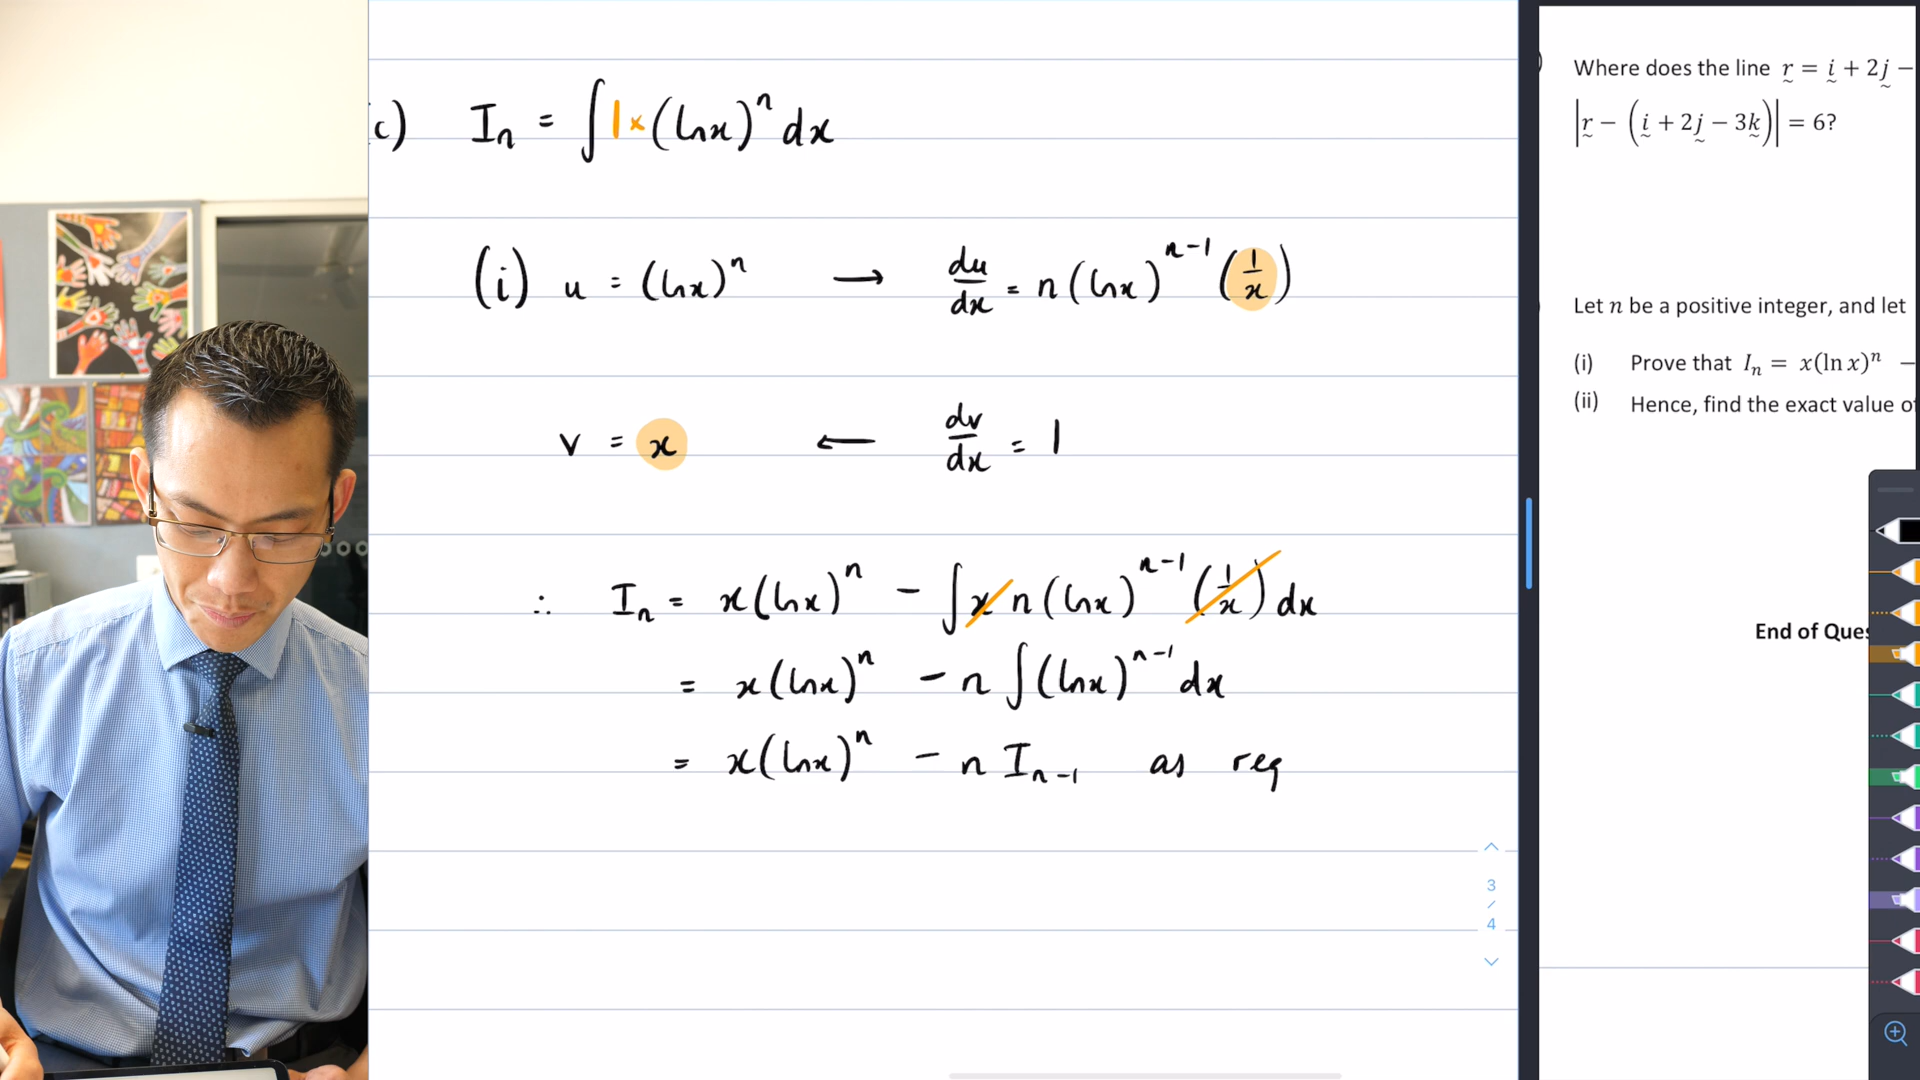 c) Iₙ = ∫ 1 × (ln x)ⁿ dx
(i) u = (ln x)ⁿ → du/dx = n (ln x)ⁿ⁻¹ (1/x)
v = x ← dv/dx = 1
∴ Iₙ = x (ln x)ⁿ − ∫ x n (ln x)ⁿ⁻¹ (1/x) dx
= x (ln x)ⁿ − n ∫ (ln x)ⁿ⁻¹ dx
= x (ln x)ⁿ − n Iₙ₋₁ as req
3
/
4
) Where does the line r = i + 2j −
|r − (i + 2j − 3k)| = 6?
) Let n be a positive integer, and let
(i) Prove that Iₙ = x(ln x)ⁿ −
(ii) Hence, find the exact value o
End of Ques